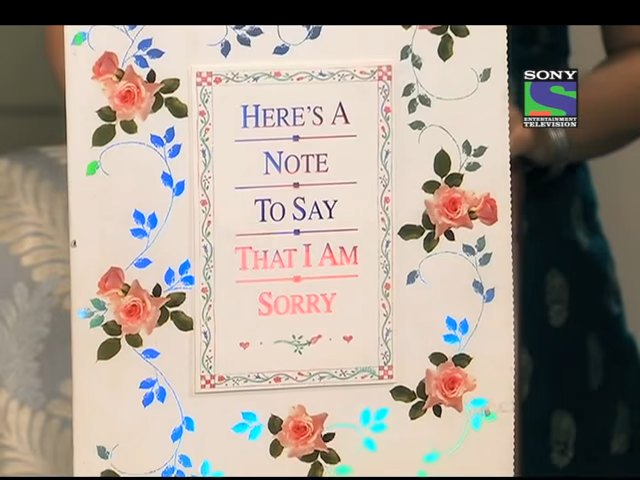 HERE'S A
NOTE
TO SAY
THAT I AM
SORRY
SONY
ENTERTAINMENT
TELEVISION